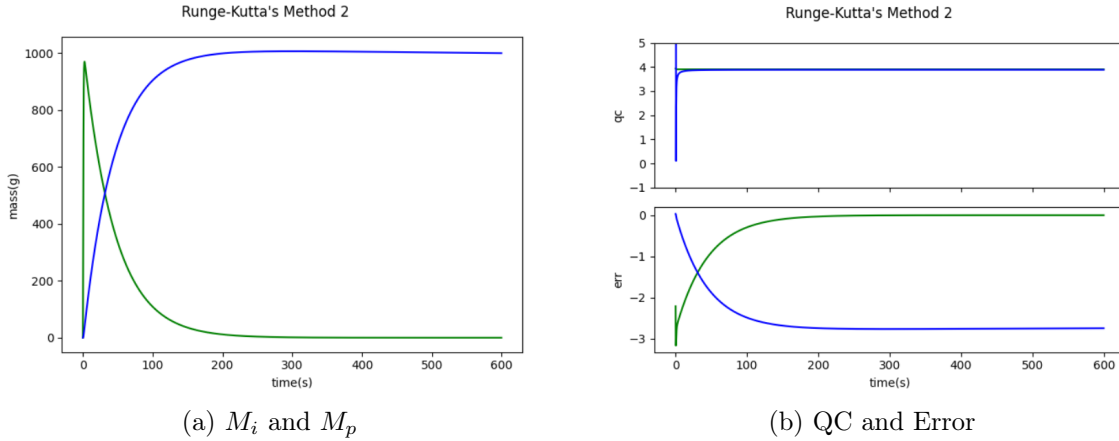 Runge-Kutta's Method 2
1000
800
600
400
200
0
mass(g)
0 100 200 300 400 500 600
time(s)
(a) M_i and M_p
Runge-Kutta's Method 2
5
4
3
2
1
0
−1
qc
0
−1
−2
−3
err
0 100 200 300 400 500 600
time(s)
(b) QC and Error